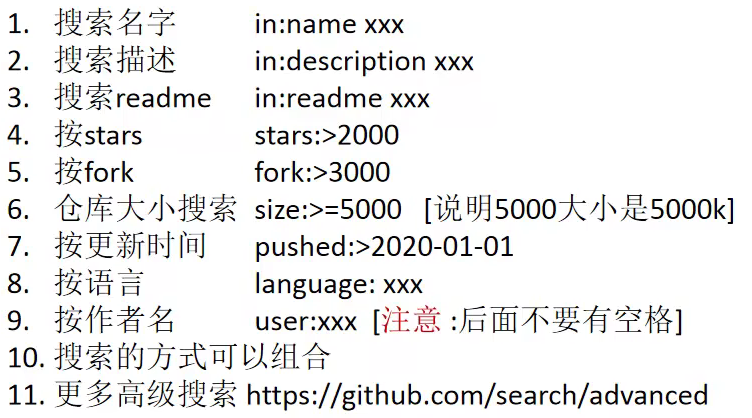 1. 搜索名字 in:name xxx
2. 搜索描述 in:description xxx
3. 搜索readme in:readme xxx
4. 按stars stars:>2000
5. 按fork fork:>3000
6. 仓库大小搜索 size:>=5000 [说明5000大小是5000k]
7. 按更新时间 pushed:>2020-01-01
8. 按语言 language: xxx
9. 按作者名 user:xxx [注意 :后面不要有空格]
10. 搜索的方式可以组合
11. 更多高级搜索 https://github.com/search/advanced